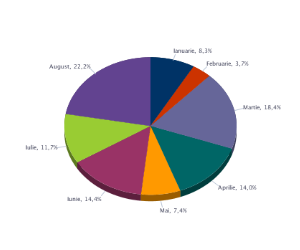 Ianuarie, 8,3%
Februarie, 3,7%
Martie, 18,4%
Aprilie, 14,0%
Mai, 7,4%
Iunie, 14,4%
Iulie, 11,7%
August, 22,2%